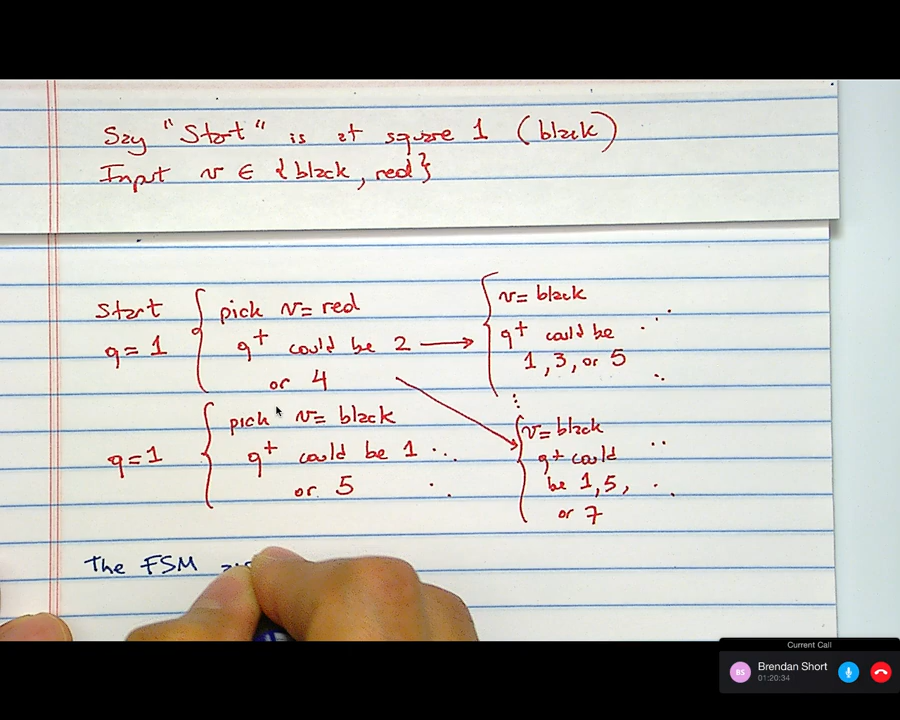 Say "Start" is at square 1 (black)
Input v ∈ {black, red}
Start
q = 1
pick v = red
q+ could be 2
or 4
v = black
q+ could be
1, 3, or 5
q = 1
pick v = black
q+ could be 1 ...
or 5
v = black
q+ could
be 1, 5,
or 7
The FSM
Current Call
BS
Brendan Short
01:20:34